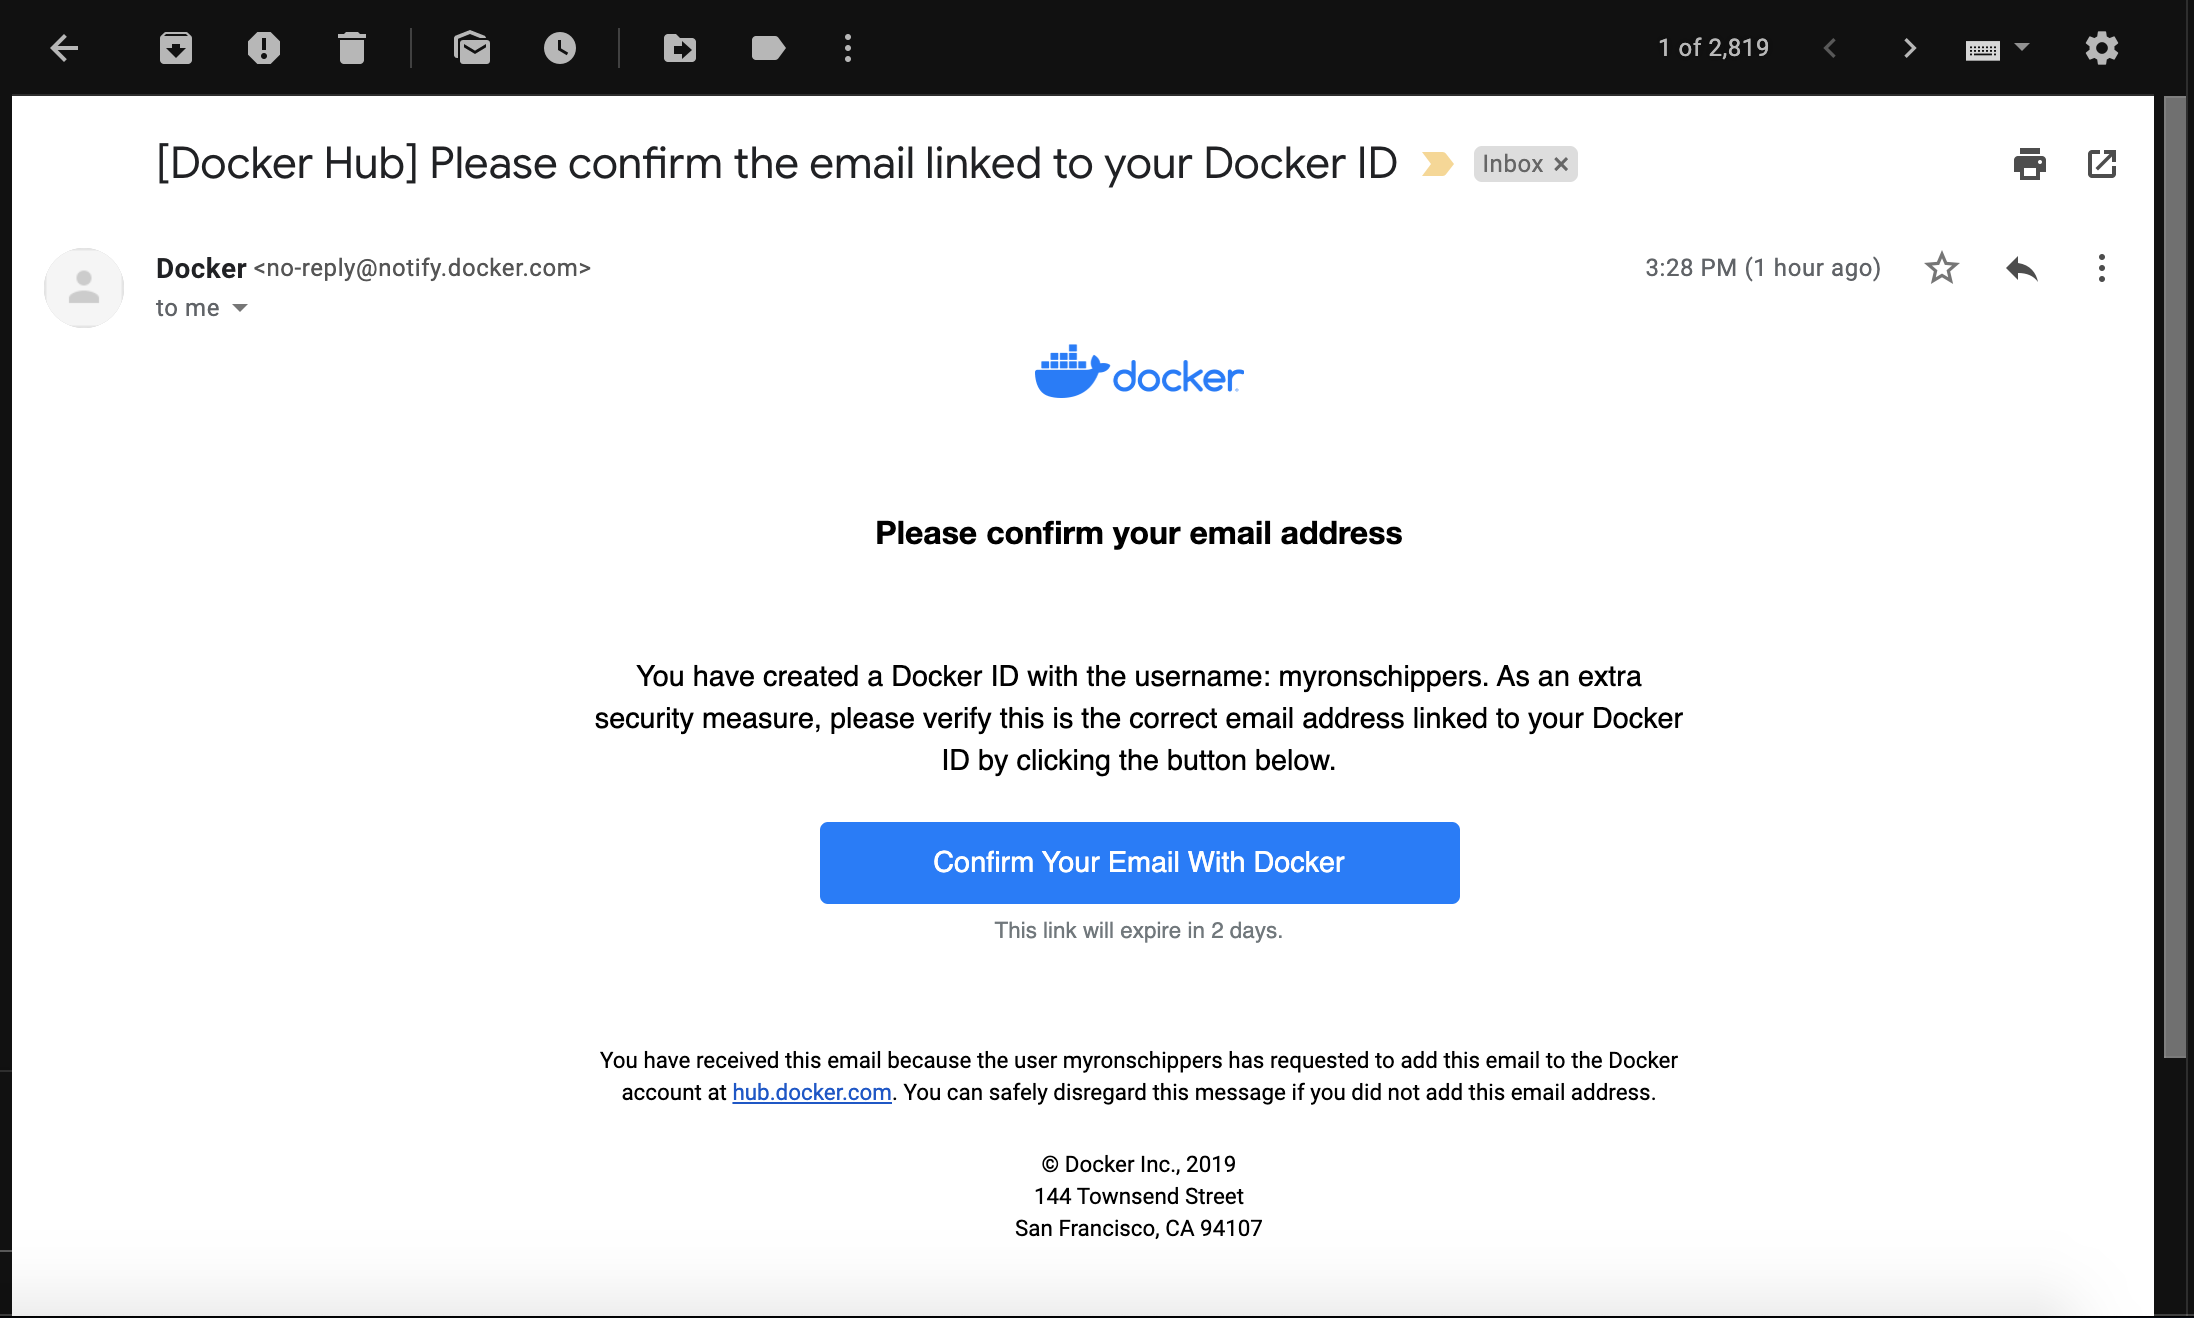 1 of 2,819
[Docker Hub] Please confirm the email linked to your Docker ID Inbox ×
Docker <no-reply@notify.docker.com> 3:28 PM (1 hour ago)
to me
docker
Please confirm your email address
You have created a Docker ID with the username: myronschippers. As an extra
security measure, please verify this is the correct email address linked to your Docker
ID by clicking the button below.
Confirm Your Email With Docker
This link will expire in 2 days.
You have received this email because the user myronschippers has requested to add this email to the Docker
account at hub.docker.com. You can safely disregard this message if you did not add this email address.
© Docker Inc., 2019
144 Townsend Street
San Francisco, CA 94107